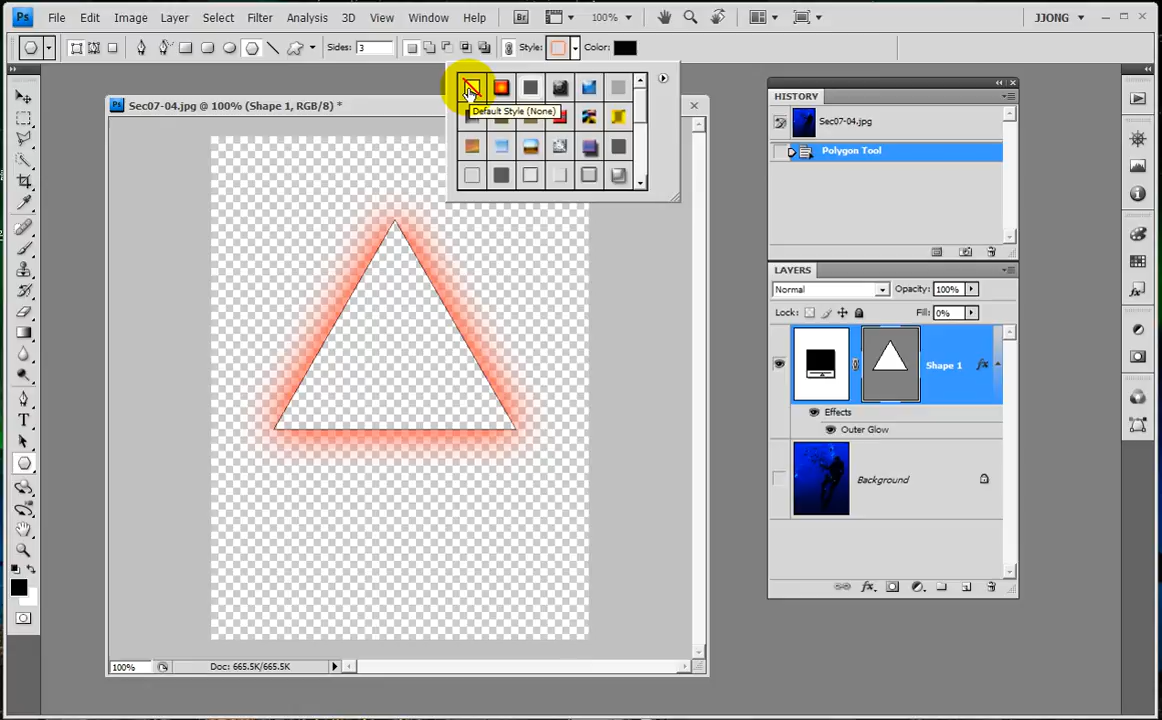 Ps File Edit Image Layer Select Filter Analysis 3D View Window Help Br 100% JJONG
Sides: 3 Style: Color:
Sec07-04.jpg @ 100% (Shape 1, RGB/8) *
Default Style (None)
HISTORY
Sec07-04.jpg
Polygon Tool
LAYERS
Normal Opacity: 100%
Lock: Fill: 0%
Shape 1 fx
Effects
Outer Glow
Background
fx.
T
100% Doc: 665.5K/665.5K